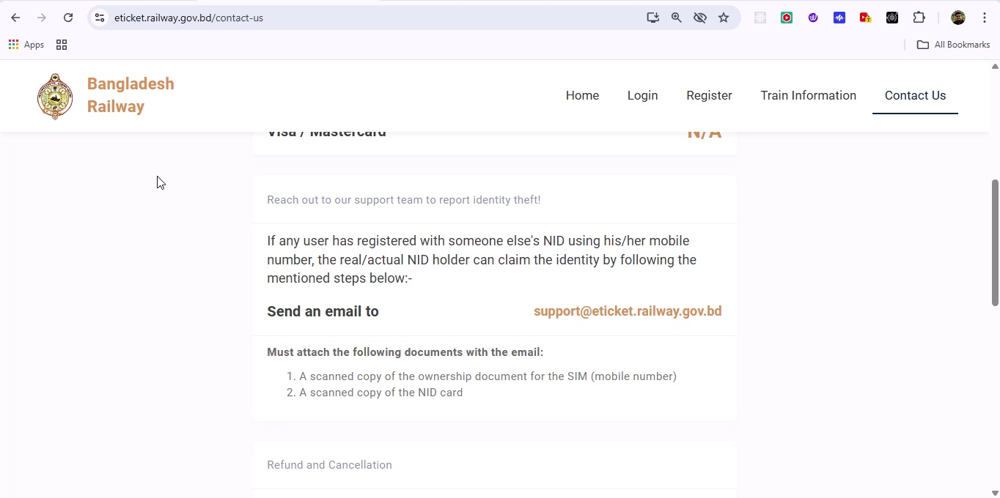 eticket.railway.gov.bd/contact-us
Apps
All Bookmarks
Bangladesh
Railway
Home
Login
Register
Train Information
Contact Us
Visa / Mastercard
N/A
Reach out to our support team to report identity theft!
If any user has registered with someone else's NID using his/her mobile
number, the real/actual NID holder can claim the identity by following the
mentioned steps below:-
Send an email to
support@eticket.railway.gov.bd
Must attach the following documents with the email:
1. A scanned copy of the ownership document for the SIM (mobile number)
2. A scanned copy of the NID card
Refund and Cancellation